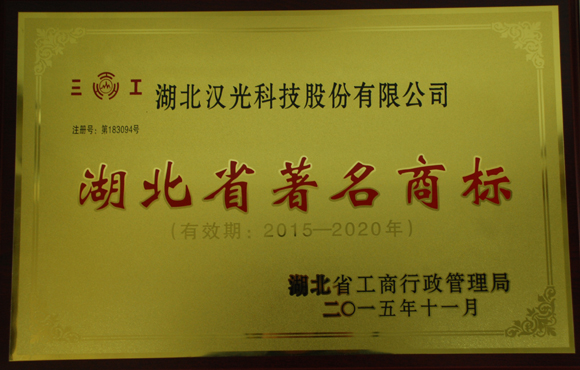 三工 湖北汉光科技股份有限公司
注册号：第183094号
湖北省著名商标
（有效期：2015—2020年）
湖北省工商行政管理局
二〇一五年十一月